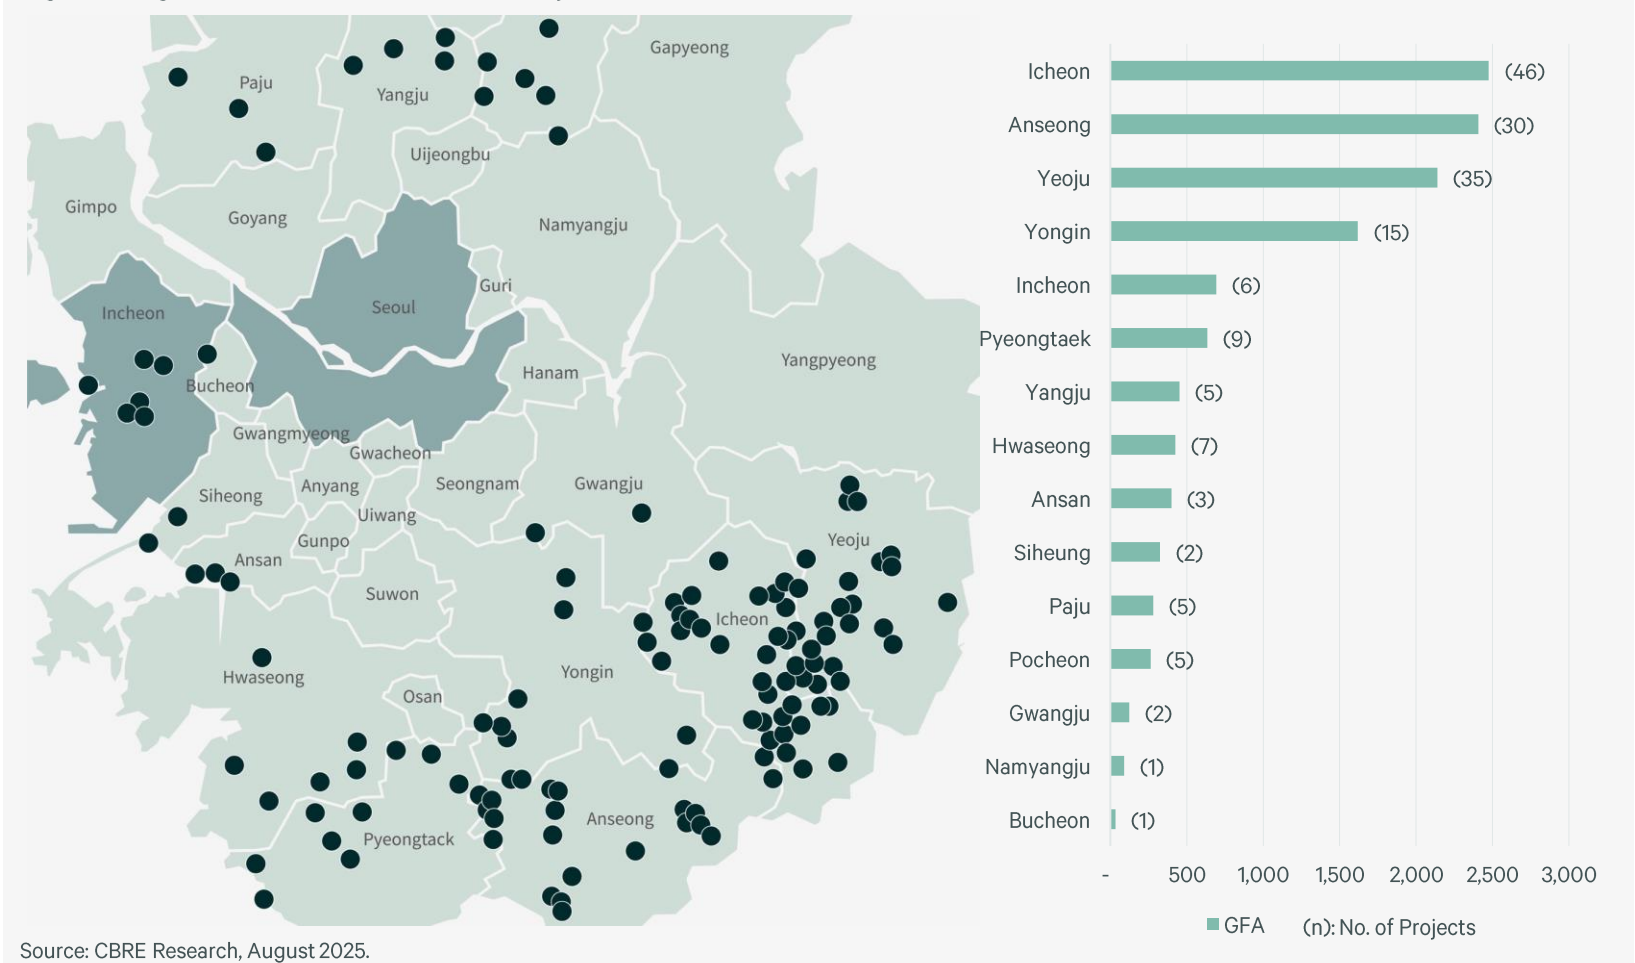 Gapyeong
Paju
Yangju
Uijeongbu
Gimpo
Goyang
Namyangju
Guri
Seoul
Incheon
Yangpyeong
Hanam
Bucheon
Gwangmyeong
Gwacheon
Anyang
Seongnam
Gwangju
Siheong
Uiwang
Gunpo
Yeoju
Ansan
Suwon
Icheon
Yongin
Hwaseong
Osan
Anseong
Pyeongtack
Icheon (46)
Anseong (30)
Yeoju (35)
Yongin (15)
Incheon (6)
Pyeongtaek (9)
Yangju (5)
Hwaseong (7)
Ansan (3)
Siheung (2)
Paju (5)
Pocheon (5)
Gwangju (2)
Namyangju (1)
Bucheon (1)
- 500 1,000 1,500 2,000 2,500 3,000
GFA (n): No. of Projects
Source: CBRE Research, August 2025.